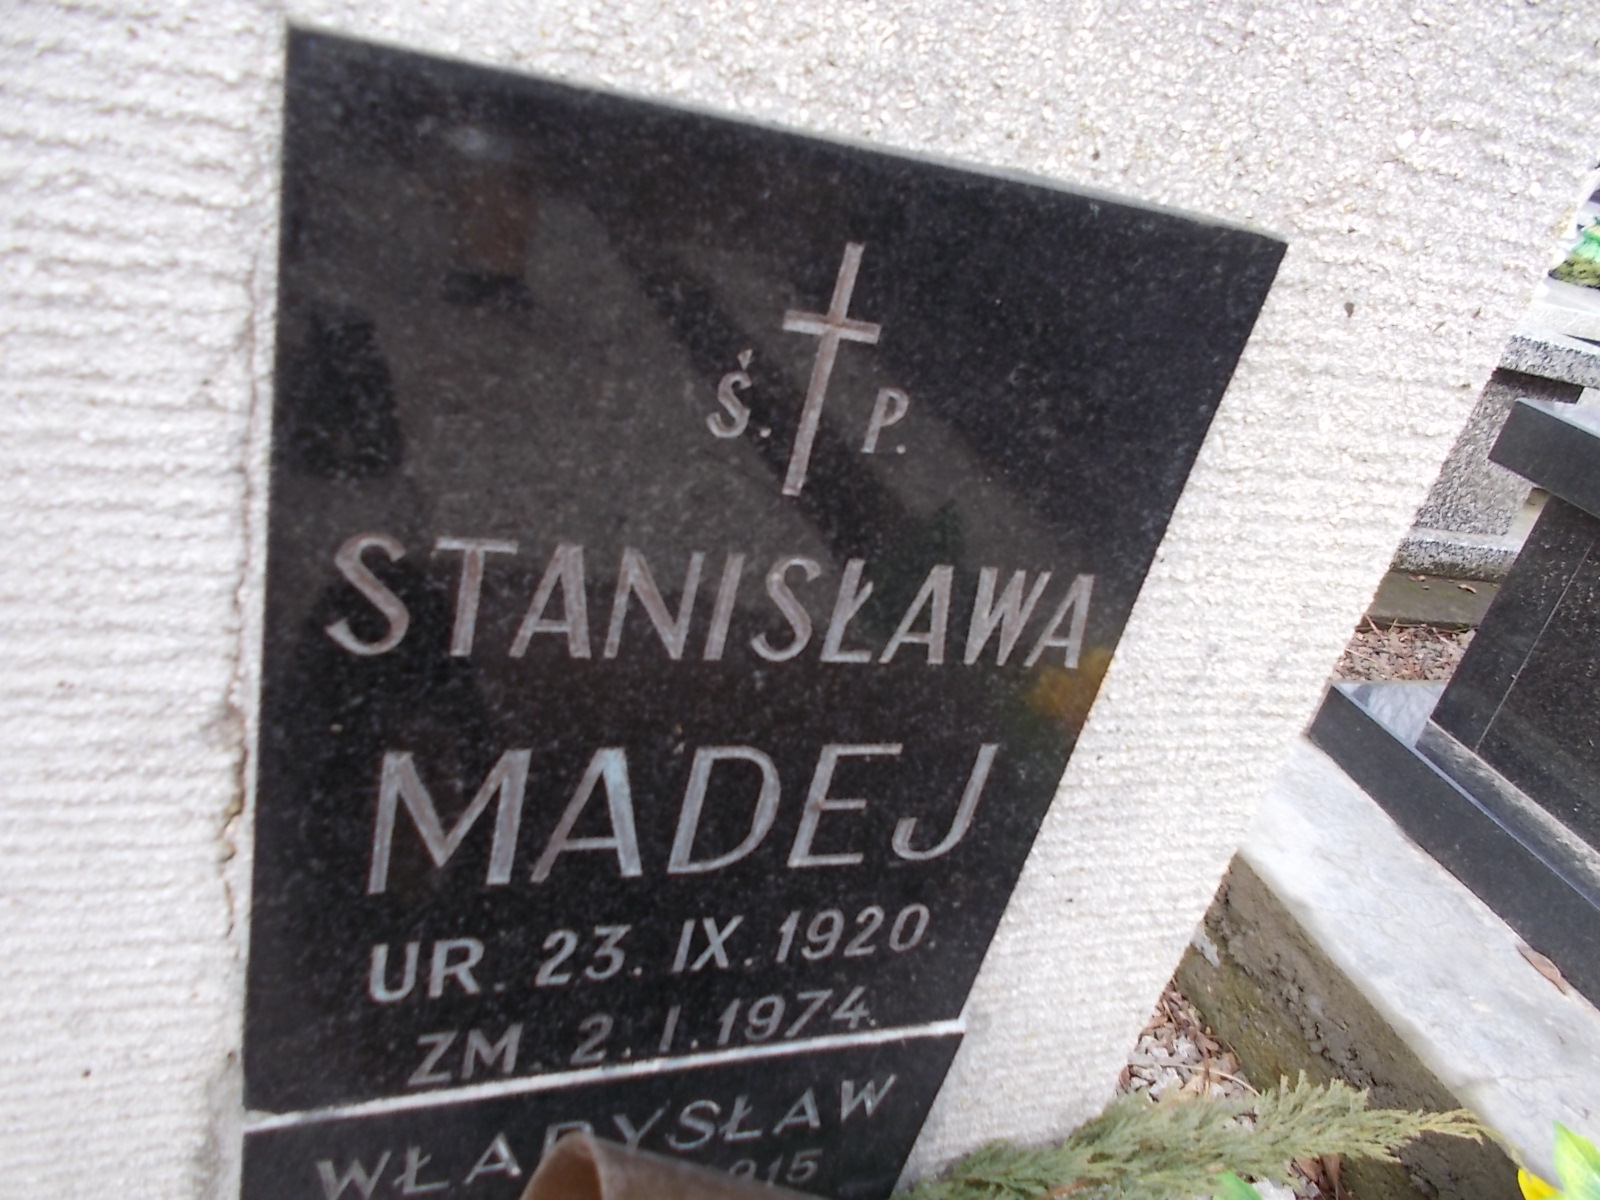 Ś. P.
STANISŁAWA
MADEJ
UR. 23. IX. 1920.
ZM. 2. I. 1974.
WŁADYSŁAW